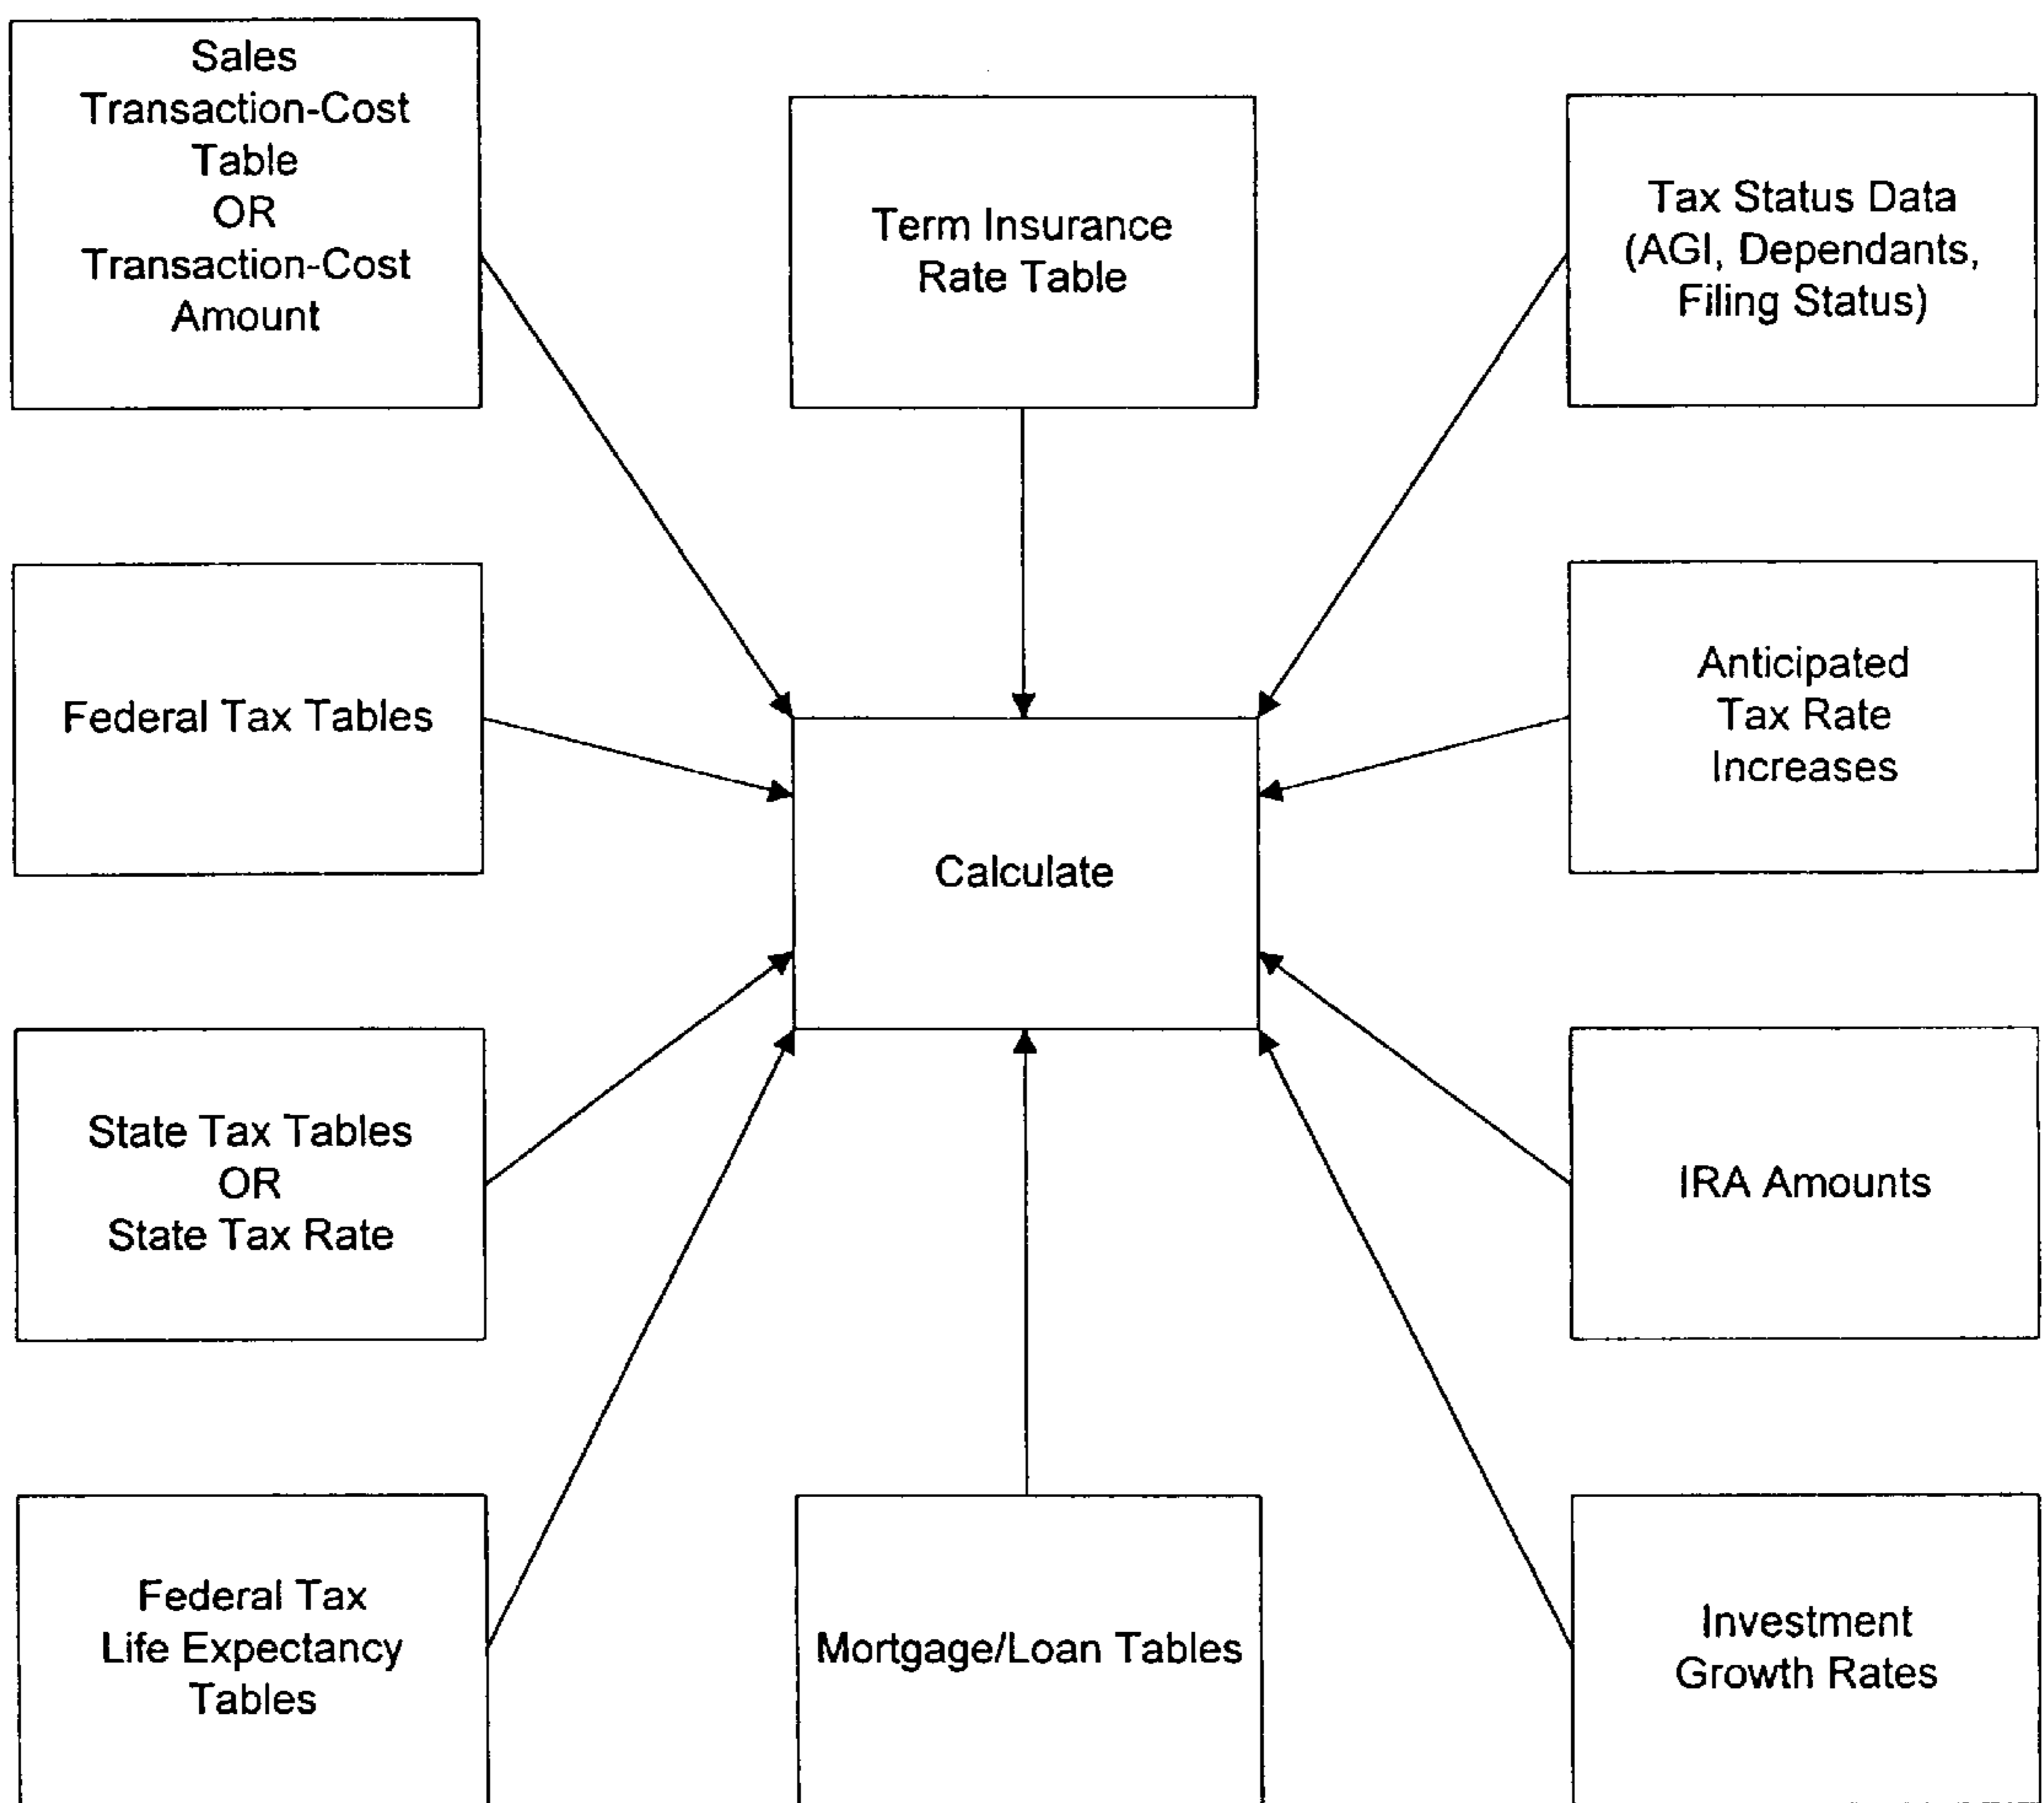 Sales
Transaction-Cost
Table
OR
Transaction-Cost
Amount
Term Insurance
Rate Table
Tax Status Data
(AGI, Dependants,
Filing Status)
Federal Tax Tables
Anticipated
Tax Rate
Increases
Calculate
State Tax Tables
OR
State Tax Rate
IRA Amounts
Federal Tax
Life Expectancy
Tables
Mortgage/Loan Tables
Investment
Growth Rates